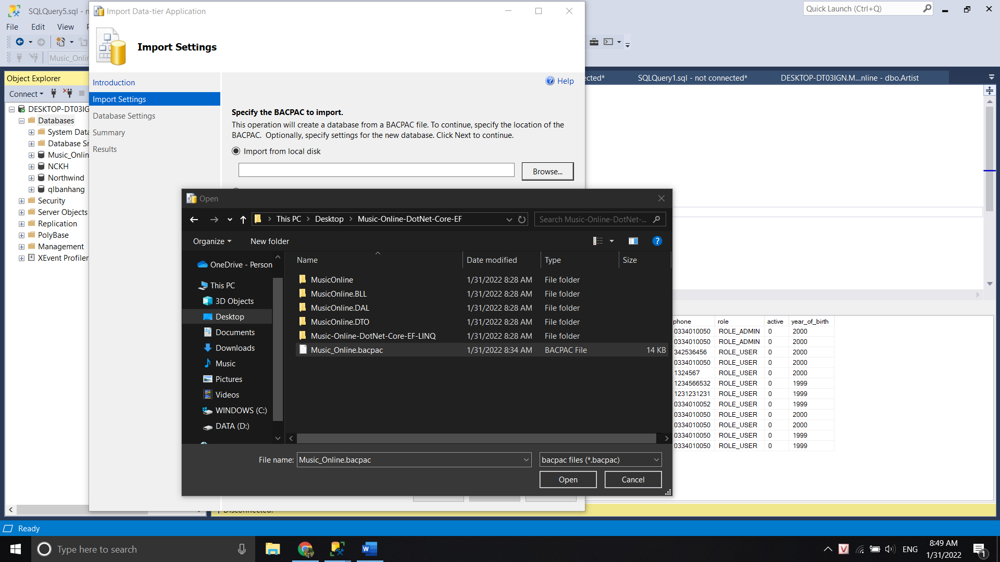 SQLQuery5.sql - n
Import Data-tier Application
Quick Launch (Ctrl+Q)
File Edit View
Import Settings
Music_Onlin
Object Explorer
Introduction
Help
ected*
SQLQuery1.sql - not connected*
DESKTOP-DT03IGN.M...nline - dbo.Artist
Connect
Import Settings
DESKTOP-DT03IG
Specify the BACPAC to import.
Databases
Database Settings
This operation will create a database from a BACPAC file. To continue, specify the location of the
System Data
Summary
BACPAC.  Optionally, specify settings for the new database. Click Next to continue.
Database Sn
Results
Import from local disk
Music_Onlin
NCKH
Browse...
Northwind
qlbanhang
Security
Server Objects
Replication
PolyBase
Management
XEvent Profiler
Open
This PC > Desktop > Music-Online-DotNet-Core-EF
Search Music-Online-DotNet-...
Organize
New folder
Name Date modified Type Size
OneDrive - Person
This PC
3D Objects
Desktop
Documents
Downloads
Music
Pictures
Videos
WINDOWS (C:)
DATA (D:)
MusicOnline 1/31/2022 8:28 AM File folder
MusicOnline.BLL 1/31/2022 8:28 AM File folder
MusicOnline.DAL 1/31/2022 8:28 AM File folder
MusicOnline.DTO 1/31/2022 8:28 AM File folder
Music-Online-DotNet-Core-EF-LINQ 1/31/2022 8:28 AM File folder
Music_Online.bacpac 1/31/2022 8:34 AM BACPAC File 14 KB
File name: Music_Online.bacpac
bacpac files (*.bacpac)
Open
Cancel
phone role active year_of_birth
0334010050 ROLE_ADMIN 0 2000
0334010050 ROLE_ADMIN 0 2000
342536456 ROLE_USER 0 2000
0334010050 ROLE_USER 0 2000
1324567 ROLE_USER 0 2000
1234566532 ROLE_USER 0 1999
1231231231 ROLE_USER 0 1999
0334010052 ROLE_USER 0 1999
0334010050 ROLE_USER 0 2000
0334010050 ROLE_USER 0 2000
0334010050 ROLE_USER 0 1999
0334010050 ROLE_USER 0 1999
Disconnected.
Ready
Type here to search
ENG
8:49 AM
1/31/2022
1